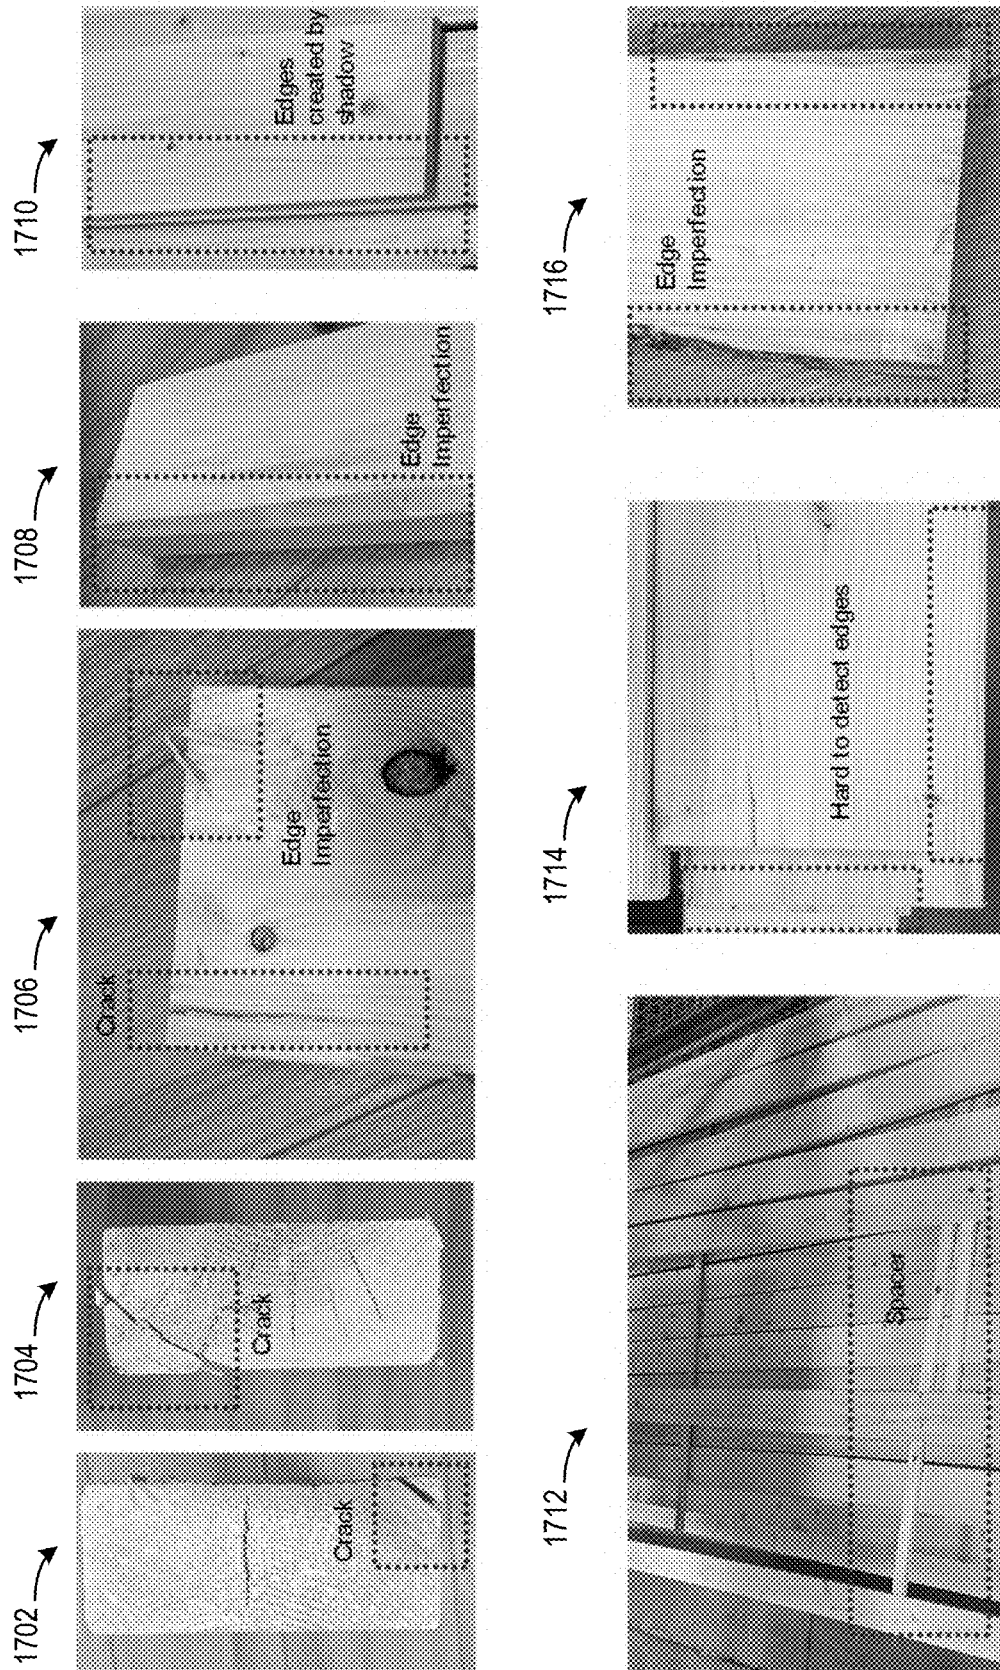 1702
Crack
1704
Crack
1706
Crack
Edge
Imperfection
1708
Edge
Imperfection
1710
Edges
created by
shadow
1712
Spacer
1714
Hard to detect edges
1716
Edge
Imperfection